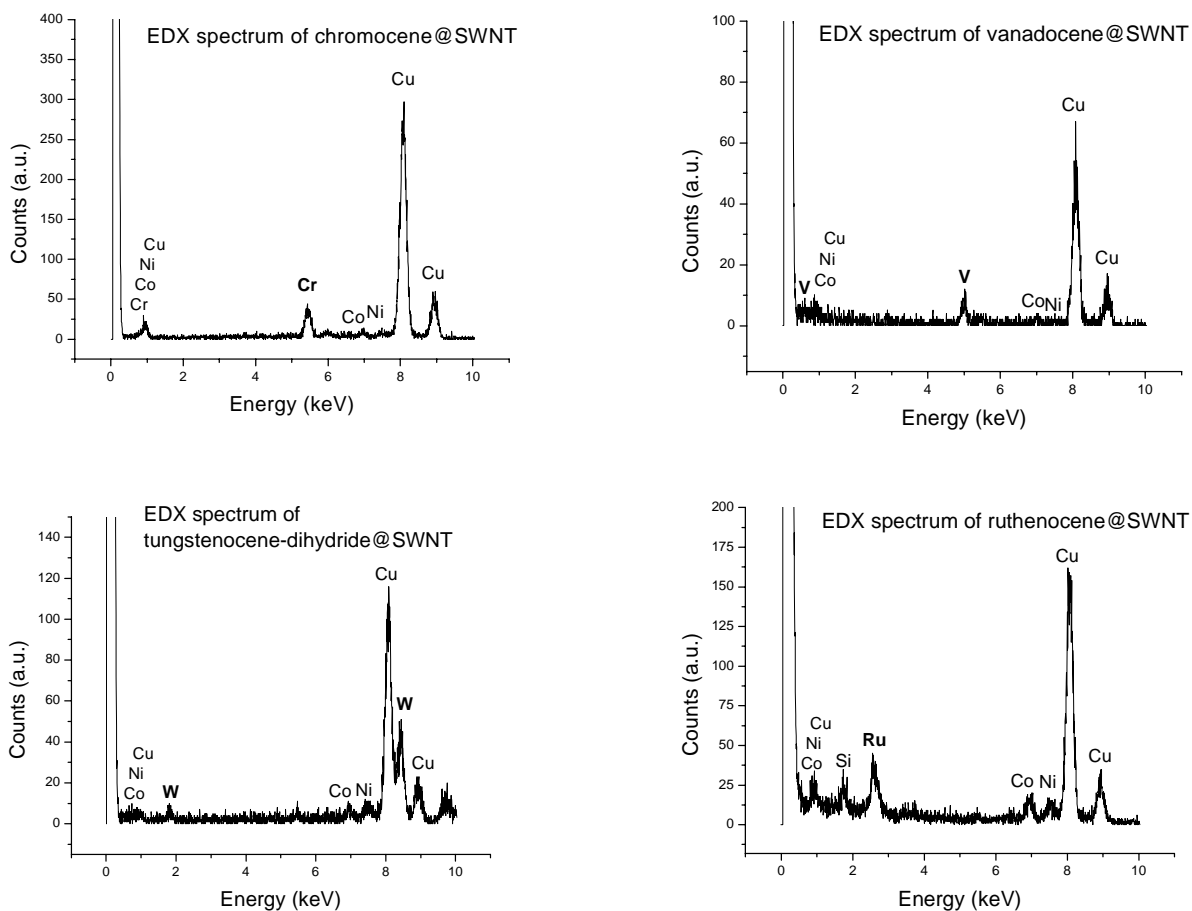 EDX spectrum of chromocene@SWNT
400
350
300
250
200
150
100
50
0
Counts (a.u.)
Cu
Cu
Ni
Co
Cr
Cr
Co Ni
Cu
0 2 4 6 8 10
Energy (keV)
EDX spectrum of vanadocene@SWNT
100
80
60
40
20
0
Counts (a.u.)
Cu
Cu
Ni
Co
V
V
Co Ni
Cu
0 2 4 6 8 10
Energy (keV)
EDX spectrum of
tungstenocene-dihydride@SWNT
140
120
100
80
60
40
20
0
Counts (a.u.)
Cu
W
Cu
Ni
Co
W
Co Ni
Cu
0 2 4 6 8 10
Energy (keV)
EDX spectrum of ruthenocene@SWNT
200
175
150
125
100
75
50
25
0
Counts (a.u.)
Cu
Cu
Ni
Co
Si
Ru
Co Ni
Cu
0 2 4 6 8 10
Energy (keV)